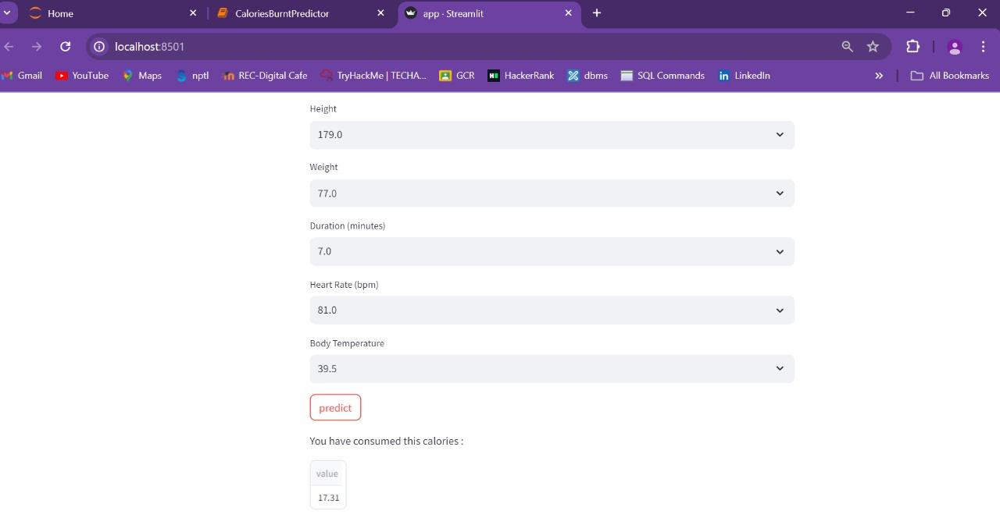 Home
CaloriesBurntPredictor
app · Streamlit
localhost:8501
Gmail YouTube Maps nptl REC-Digital Cafe TryHackMe | TECHA... GCR HackerRank dbms SQL Commands LinkedIn All Bookmarks
Height
179.0
Weight
77.0
Duration (minutes)
7.0
Heart Rate (bpm)
81.0
Body Temperature
39.5
predict
You have consumed this calories :
value
17.31